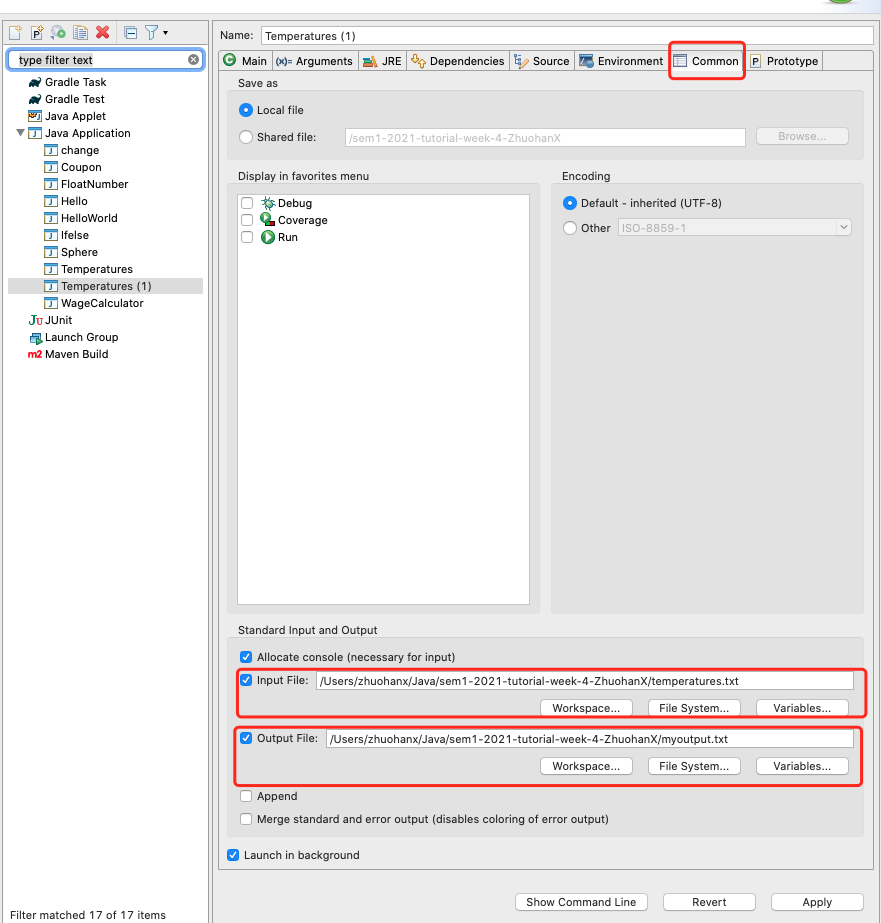 Name: Temperatures (1)
type filter text
Main (x)= Arguments JRE Dependencies Source Environment Common P Prototype
Gradle Task
Gradle Test
Java Applet
Java Application
change
Coupon
FloatNumber
Hello
HelloWorld
Ifelse
Sphere
Temperatures
Temperatures (1)
WageCalculator
JU JUnit
Launch Group
m2 Maven Build
Filter matched 17 of 17 items
Save as
Local file
Shared file: /sem1-2021-tutorial-week-4-ZhuohanX Browse...
Display in favorites menu
Debug
Coverage
Run
Encoding
Default - inherited (UTF-8)
Other ISO-8859-1
Standard Input and Output
Allocate console (necessary for input)
Input File: /Users/zhuohanx/Java/sem1-2021-tutorial-week-4-ZhuohanX/temperatures.txt
Workspace... File System... Variables...
Output File: /Users/zhuohanx/Java/sem1-2021-tutorial-week-4-ZhuohanX/myoutput.txt
Workspace... File System... Variables...
Append
Merge standard and error output (disables coloring of error output)
Launch in background
Show Command Line Revert Apply